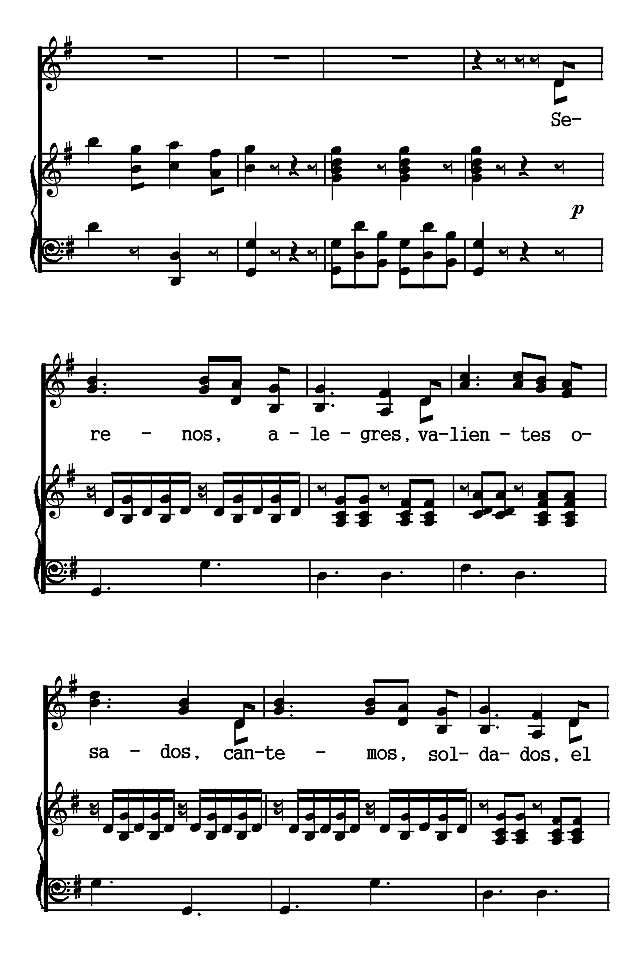 Se-
p
re - nos, a - le - gres, va-lien - tes o-
sa - dos, can-te - mos, sol-da-dos, el